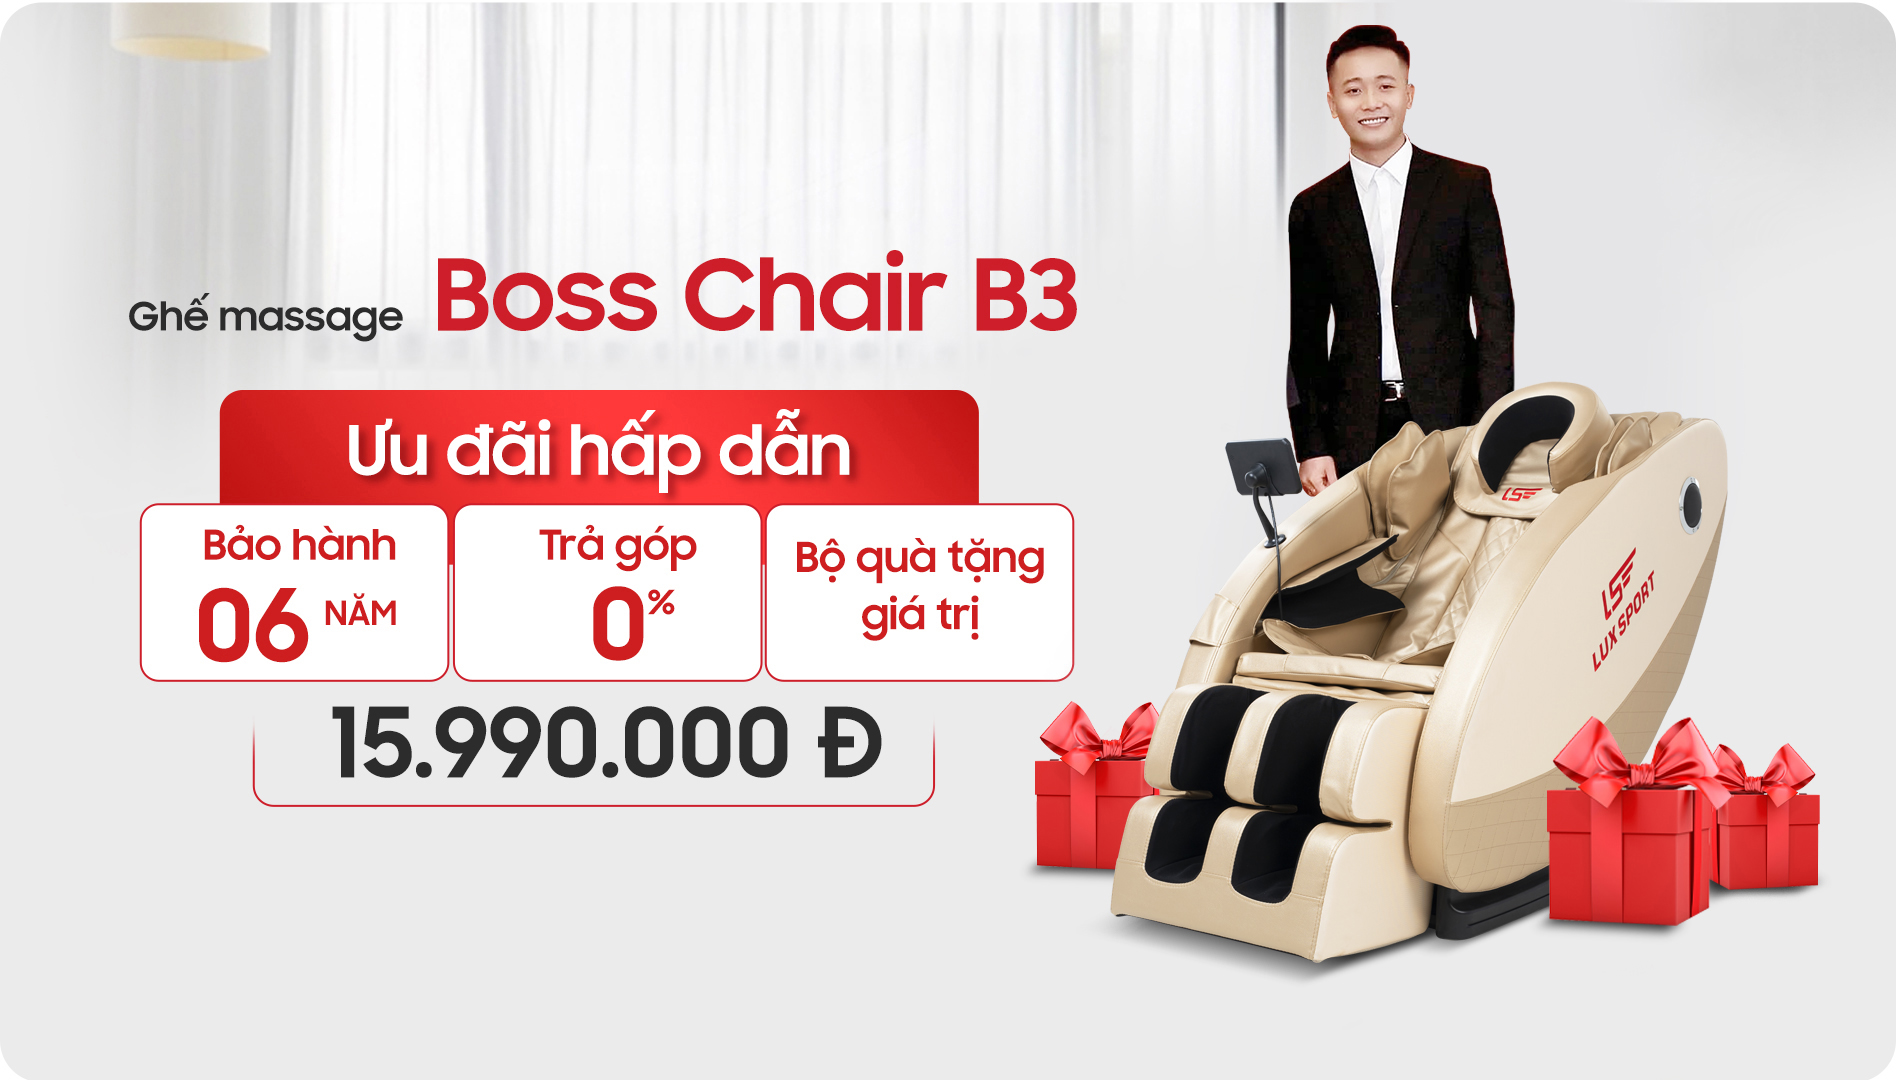 Ghế massage Boss Chair B3
Ưu đãi hấp dẫn
Bảo hành
06 NĂM
Trả góp
0%
Bộ quà tặng
giá trị
15.990.000 Đ
LS
LS
LUX SPORT